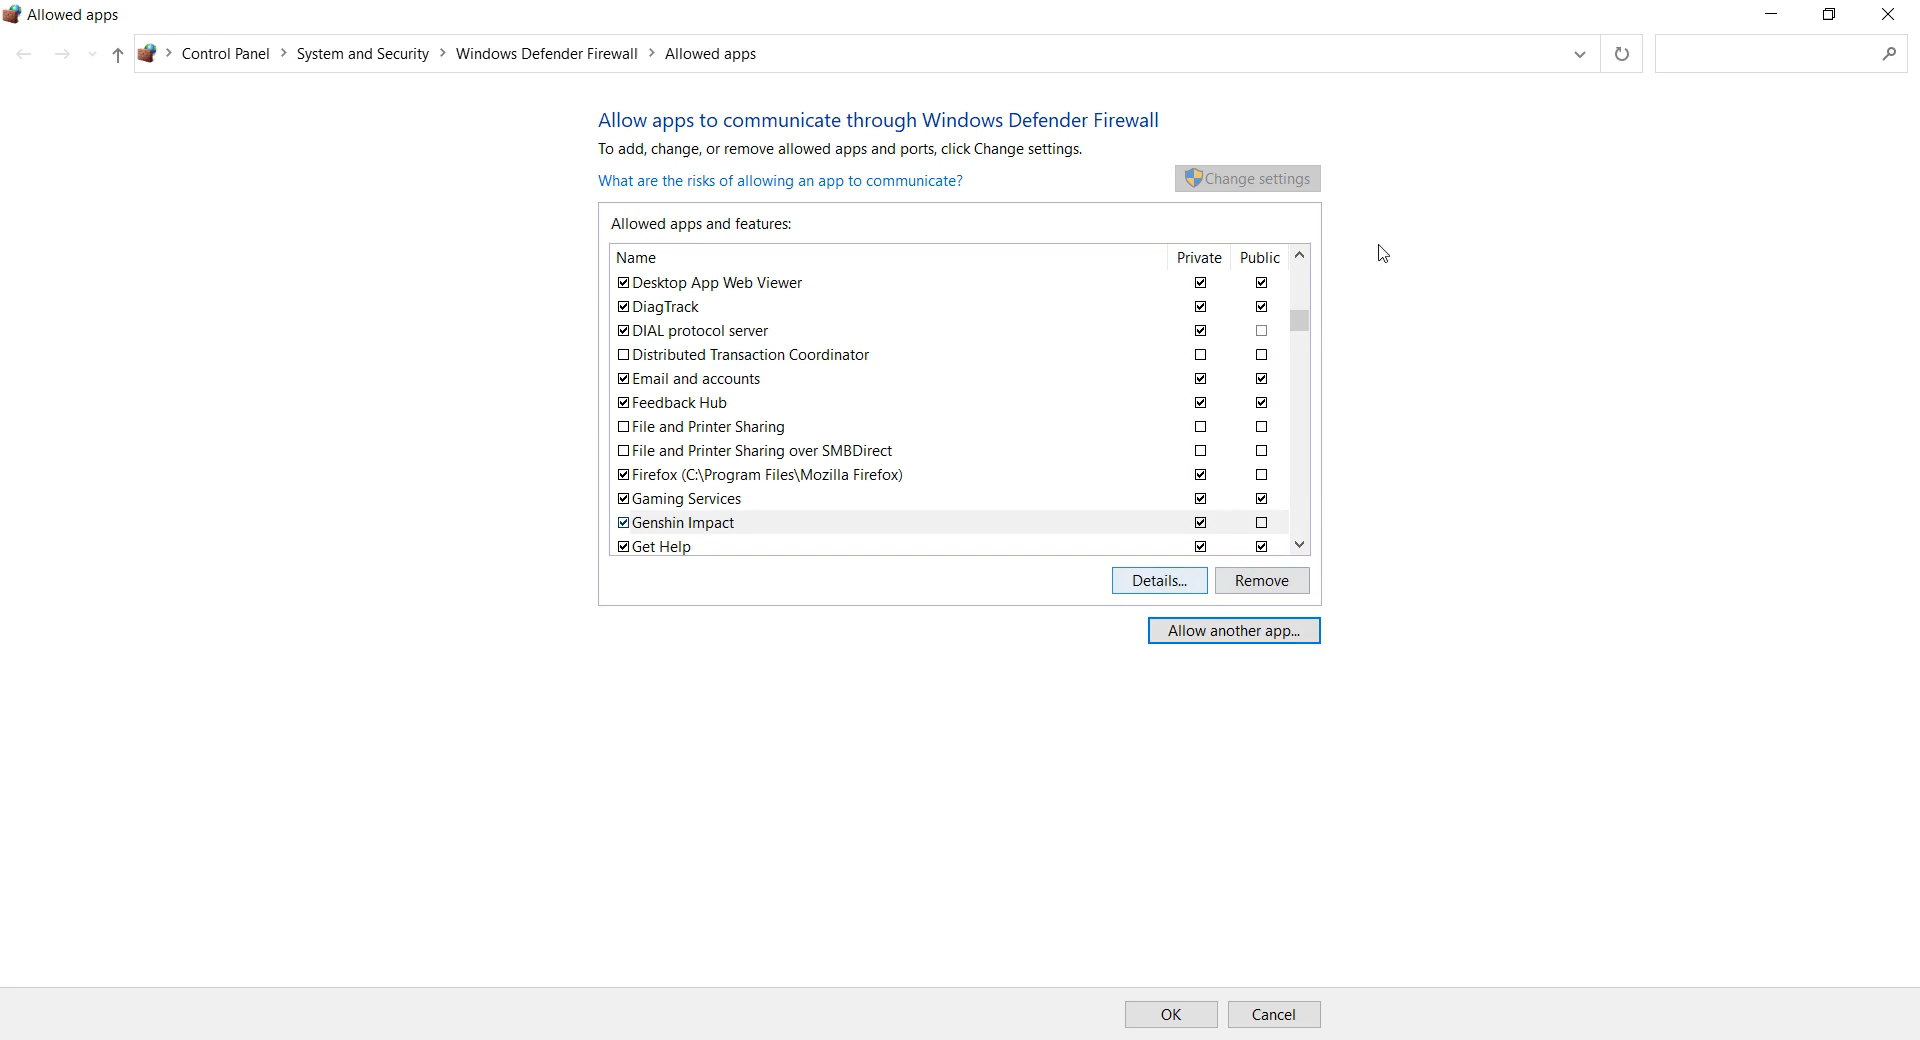 Allowed apps
Control Panel > System and Security > Windows Defender Firewall > Allowed apps
Allow apps to communicate through Windows Defender Firewall
To add, change, or remove allowed apps and ports, click Change settings.
What are the risks of allowing an app to communicate?
Change settings
Allowed apps and features:
Name Private Public
Desktop App Web Viewer
DiagTrack
DIAL protocol server
Distributed Transaction Coordinator
Email and accounts
Feedback Hub
File and Printer Sharing
File and Printer Sharing over SMBDirect
Firefox (C:\Program Files\Mozilla Firefox)
Gaming Services
Genshin Impact
Get Help
Details... Remove
Allow another app...
OK Cancel